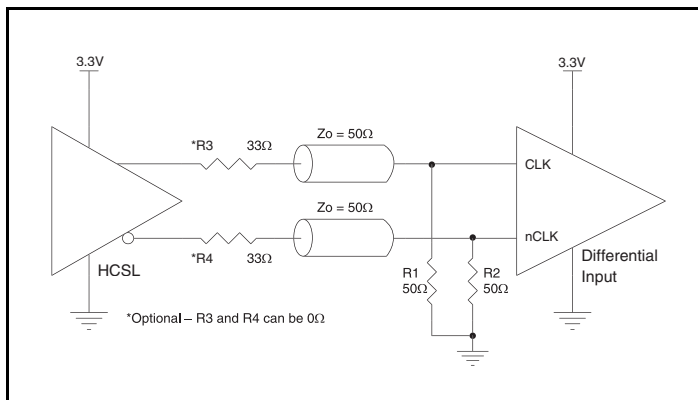 3.3V
3.3V
*R3 33Ω
Zo = 50Ω
CLK
Zo = 50Ω
nCLK
*R4 33Ω
HCSL
R1
50Ω
R2
50Ω
Differential
Input
*Optional – R3 and R4 can be 0Ω